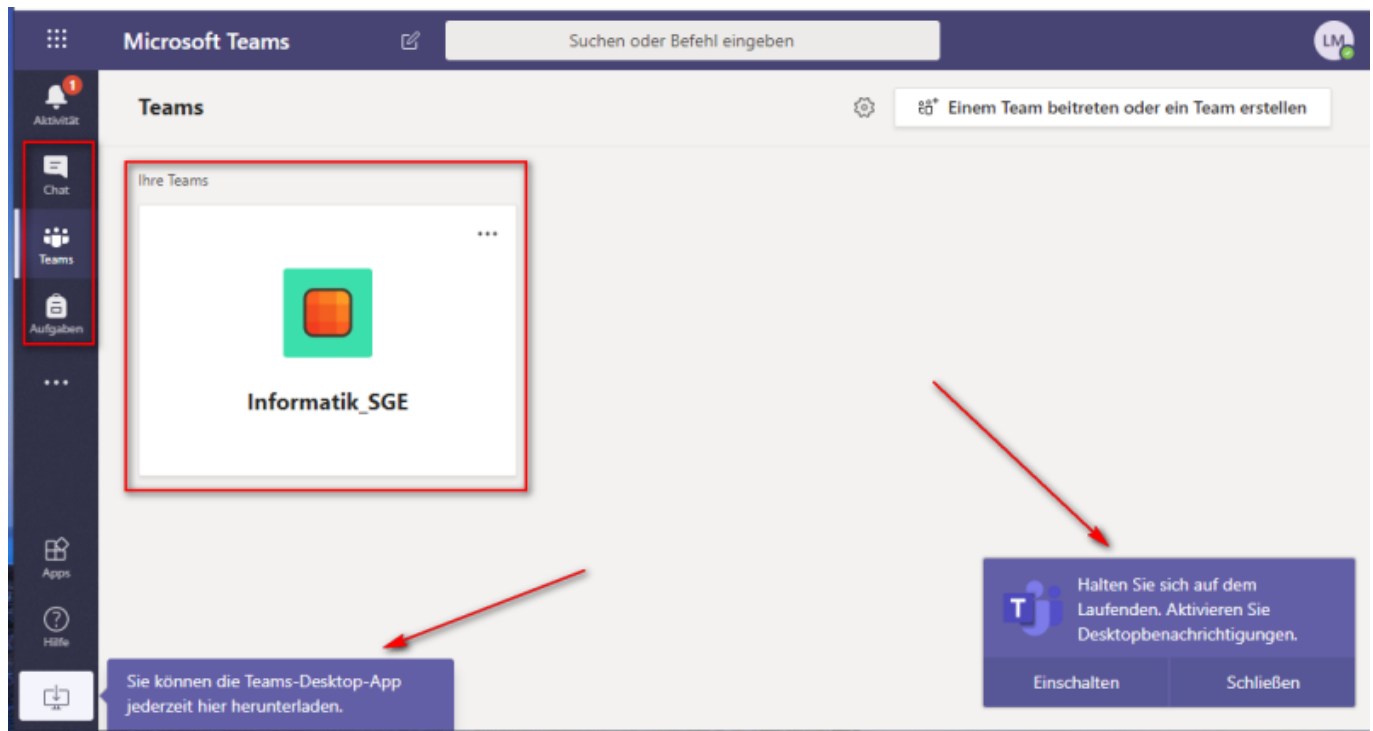 Microsoft Teams
Suchen oder Befehl eingeben
LM
1
Aktivität
Teams
Einem Team beitreten oder ein Team erstellen
Chat
Ihre Teams
Teams
Aufgaben
Informatik_SGE
Apps
Hilfe
T
Halten Sie sich auf dem
Laufenden. Aktivieren Sie
Desktopbenachrichtigungen.
Einschalten
Schließen
Sie können die Teams-Desktop-App
jederzeit hier herunterladen.